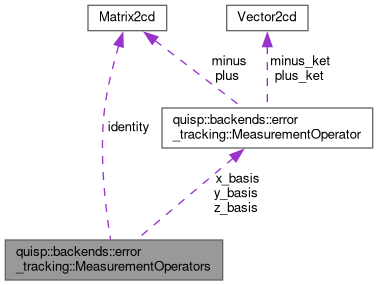 Matrix2cd
Vector2cd
minus
plus
minus_ket
plus_ket
identity
quisp::backends::error
_tracking::MeasurementOperator
x_basis
y_basis
z_basis
quisp::backends::error
_tracking::MeasurementOperators